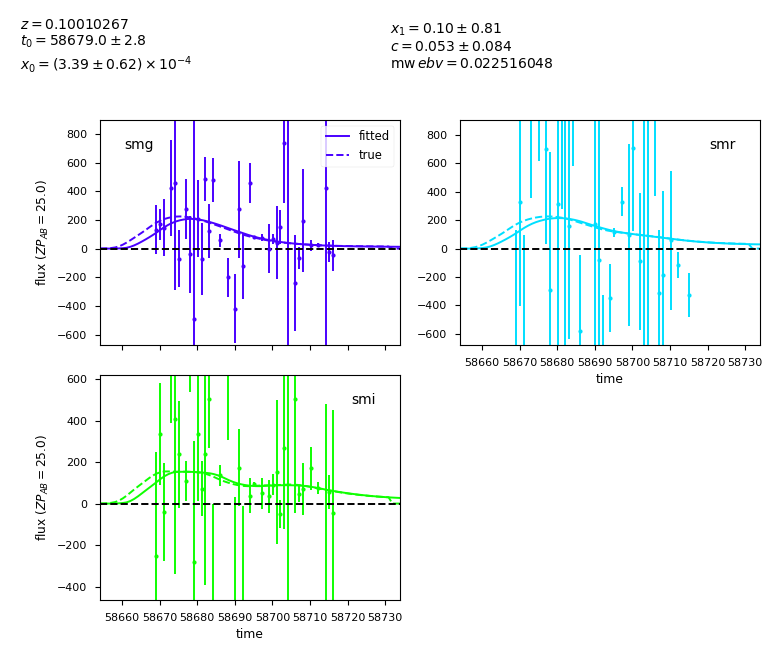 z = 0.10010267
t₀ = 58679.0 ± 2.8
x₀ = (3.39 ± 0.62) × 10⁻⁴
x₁ = 0.10 ± 0.81
c = 0.053 ± 0.084
mw ebv = 0.022516048
smg
fitted
true
flux (ZP_AB = 25.0)
800
600
400
200
0
−200
−400
−600
smr
800
600
400
200
0
−200
−400
−600
58660 58670 58680 58690 58700 58710 58720 58730
time
smi
flux (ZP_AB = 25.0)
600
400
200
0
−200
−400
58660 58670 58680 58690 58700 58710 58720 58730
time